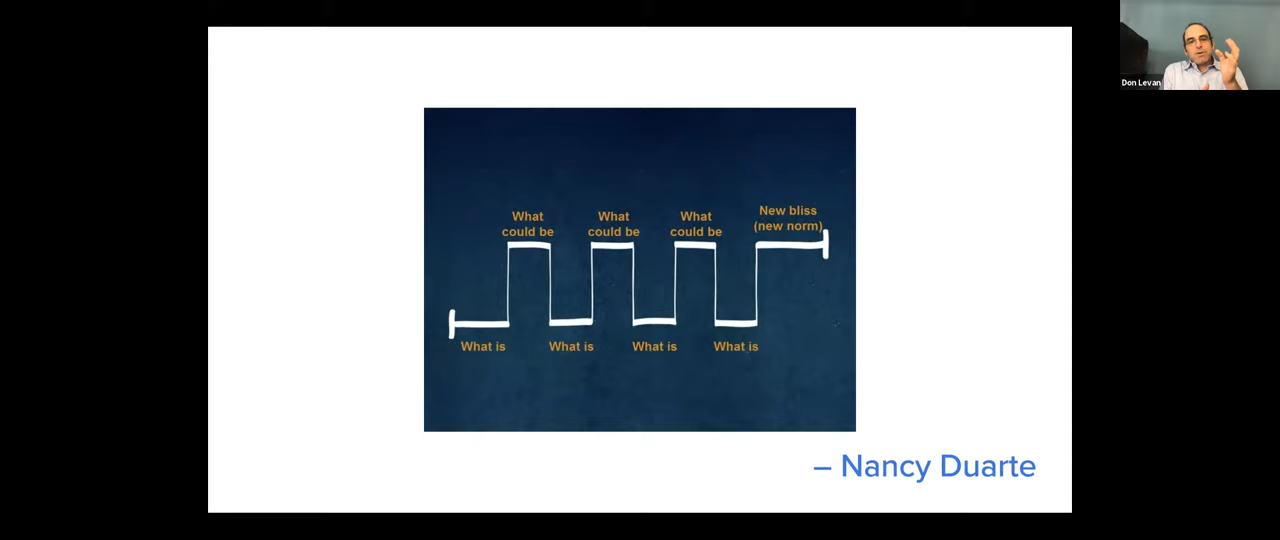 Don Levan
What
could be
What
could be
What
could be
New bliss
(new norm)
What is
What is
What is
What is
– Nancy Duarte